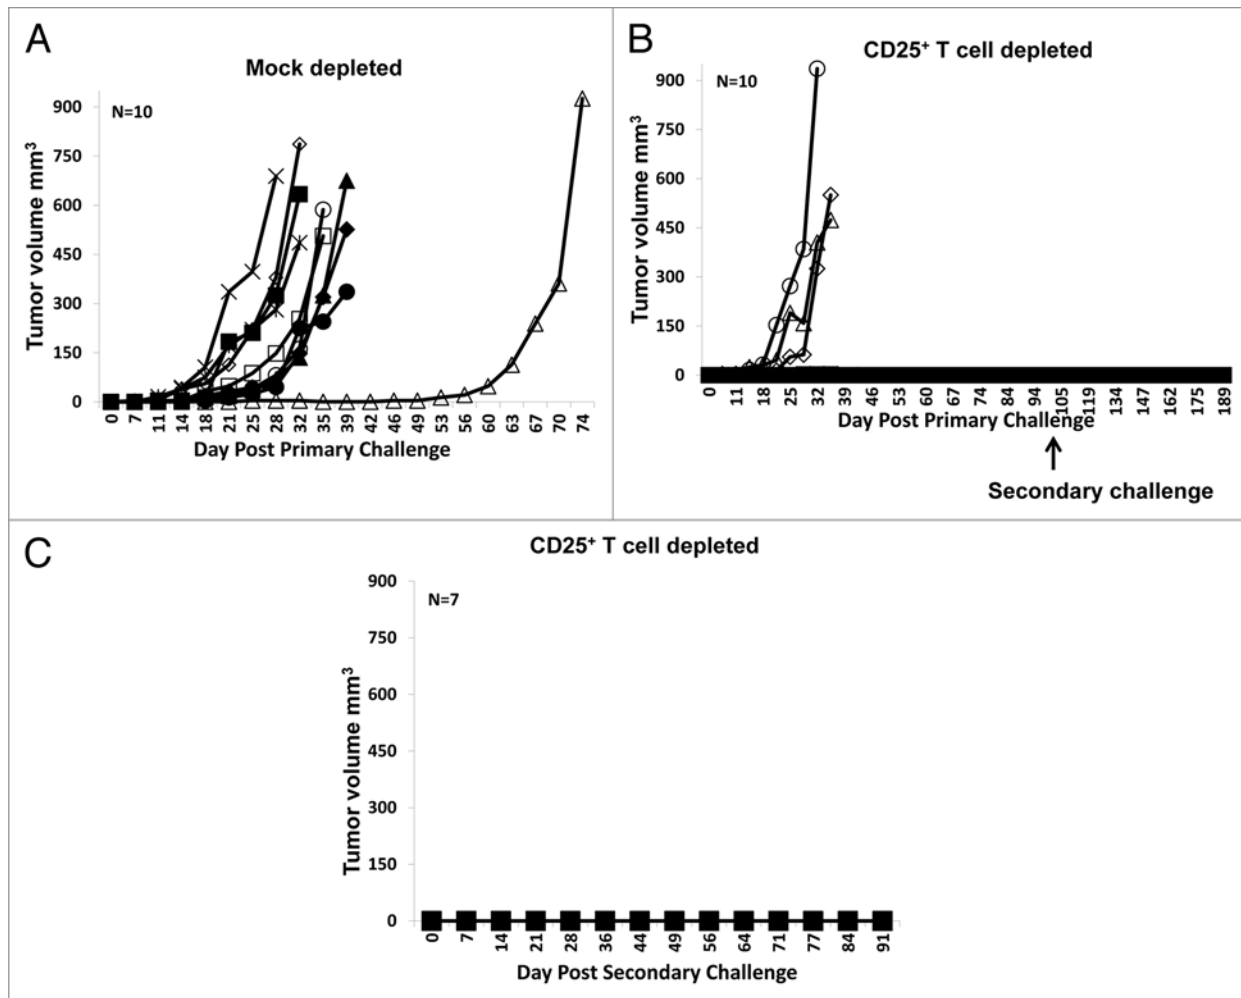 A
Mock depleted
N=10
Tumor volume mm³
900
750
600
450
300
150
0
0 7 11 14 18 21 25 28 32 35 39 42 46 49 53 56 60 63 67 70 74
Day Post Primary Challenge
B
CD25⁺ T cell depleted
N=10
Tumor volume mm³
900
750
600
450
300
150
0
0 11 18 25 32 39 46 53 60 67 74 84 94 105 119 134 147 162 175 189
Day Post Primary Challenge
Secondary challenge
C
CD25⁺ T cell depleted
N=7
Tumor volume mm³
900
750
600
450
300
150
0
0 7 14 21 28 36 44 49 56 64 71 77 84 91
Day Post Secondary Challenge